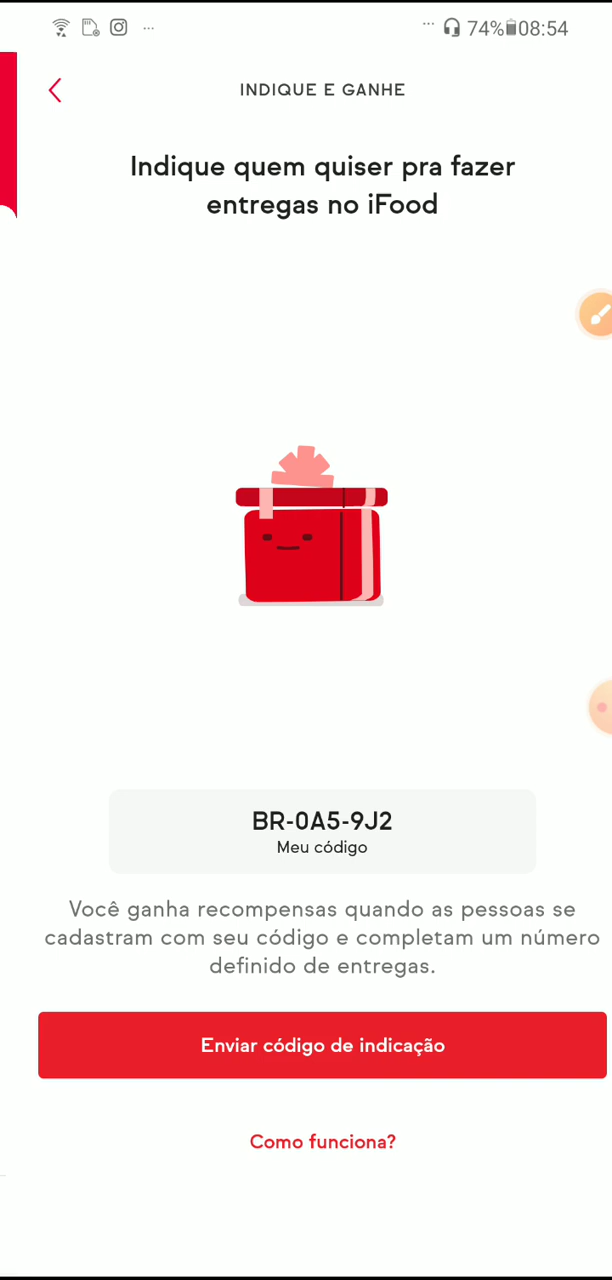 74% 08:54
INDIQUE E GANHE
Indique quem quiser pra fazer
entregas no iFood
BR-0A5-9J2
Meu código
Você ganha recompensas quando as pessoas se
cadastram com seu código e completam um número
definido de entregas.
Enviar código de indicação
Como funciona?